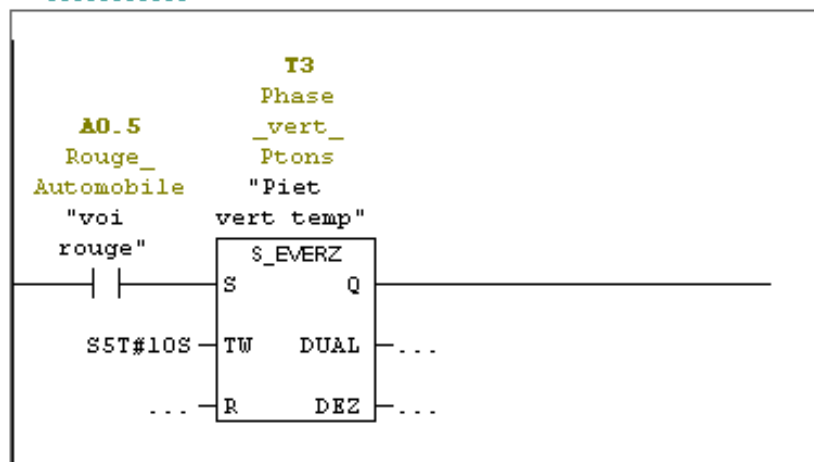 T3
Phase
_vert_
Ptons
"Piet
vert temp"
A0.5
Rouge_
Automobile
"voi
rouge"
S_EVERZ
S Q
S5T#10S TW DUAL ...
... R DEZ ...